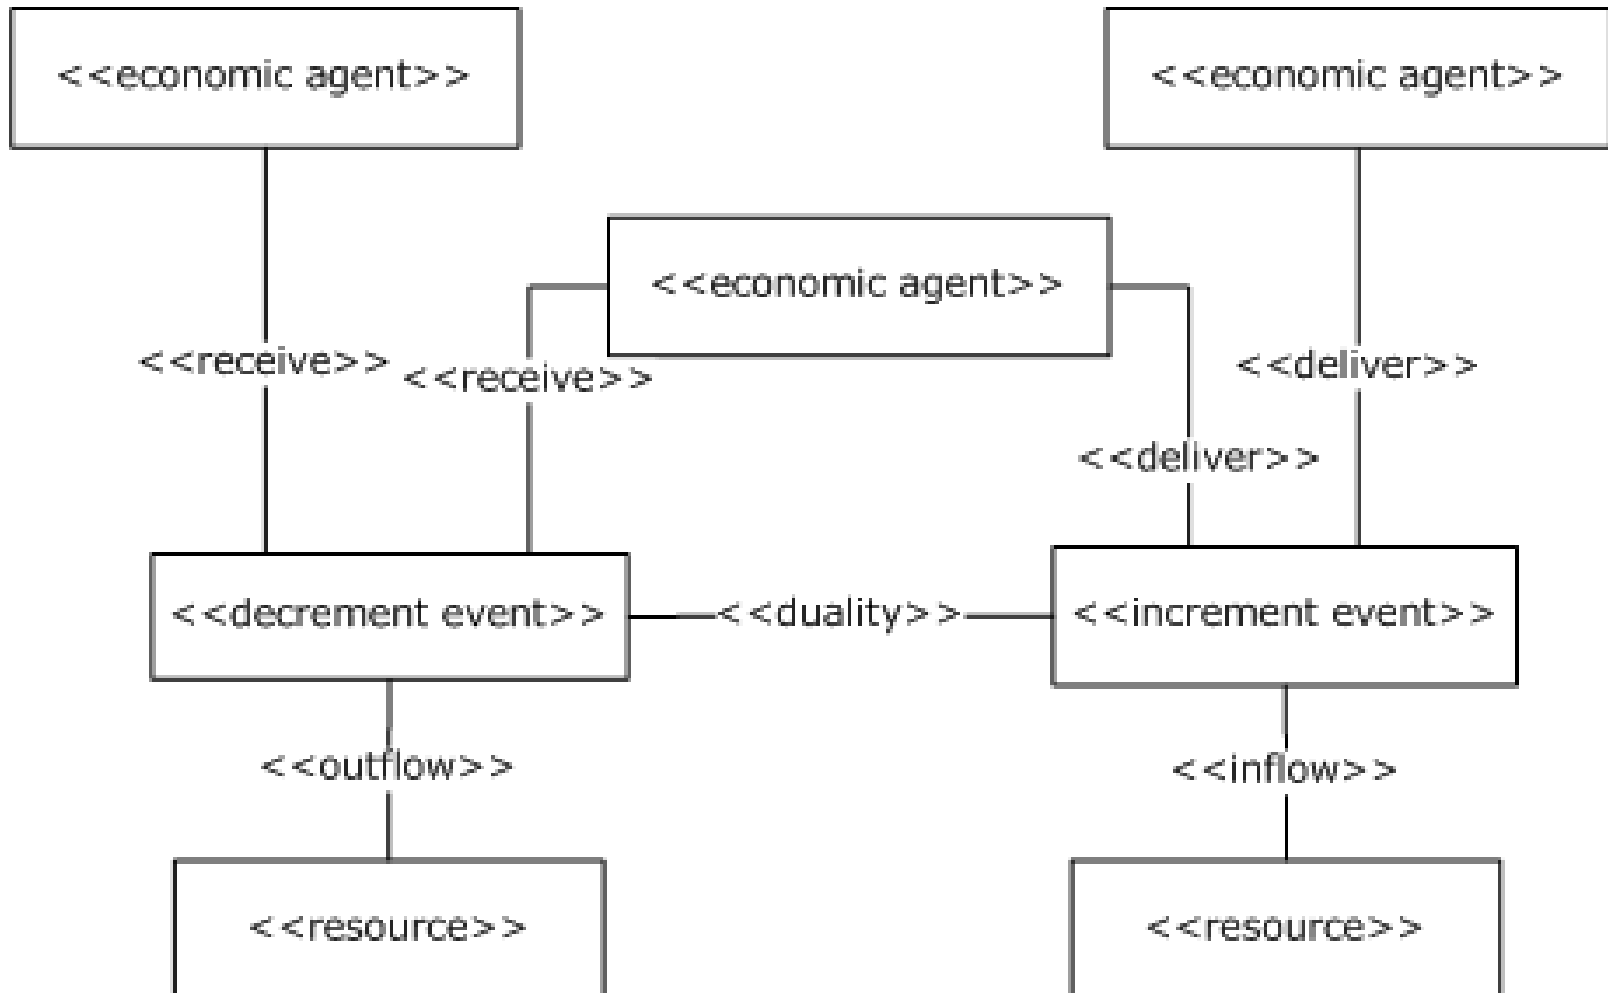 <<economic agent>>
<<economic agent>>
<<economic agent>>
<<receive>>
<<receive>>
<<deliver>>
<<deliver>>
<<decrement event>>
<<duality>>
<<increment event>>
<<outflow>>
<<inflow>>
<<resource>>
<<resource>>